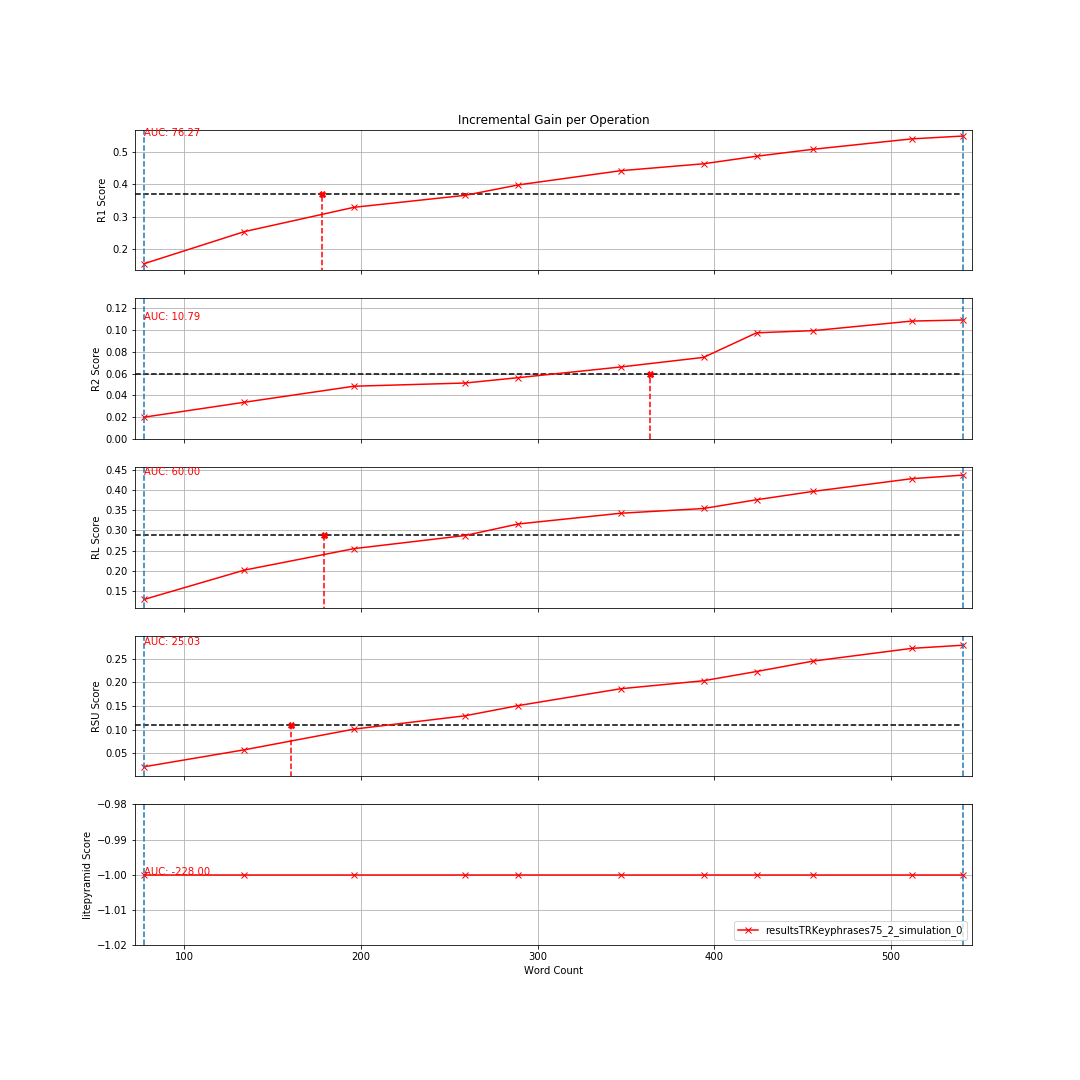 Incremental Gain per Operation
AUC: 76.27
0.5
0.4
0.3
0.2
R1 Score
AUC: 10.79
0.12
0.10
0.08
0.06
0.04
0.02
0.00
R2 Score
AUC: 60.00
0.45
0.40
0.35
0.30
0.25
0.20
0.15
RL Score
AUC: 25.03
0.25
0.20
0.15
0.10
0.05
RSU Score
−0.98
−0.99
−1.00
−1.01
−1.02
litepyramid Score
AUC: -228.00
resultsTRKeyphrases75_2_simulation_0
100 200 300 400 500
Word Count